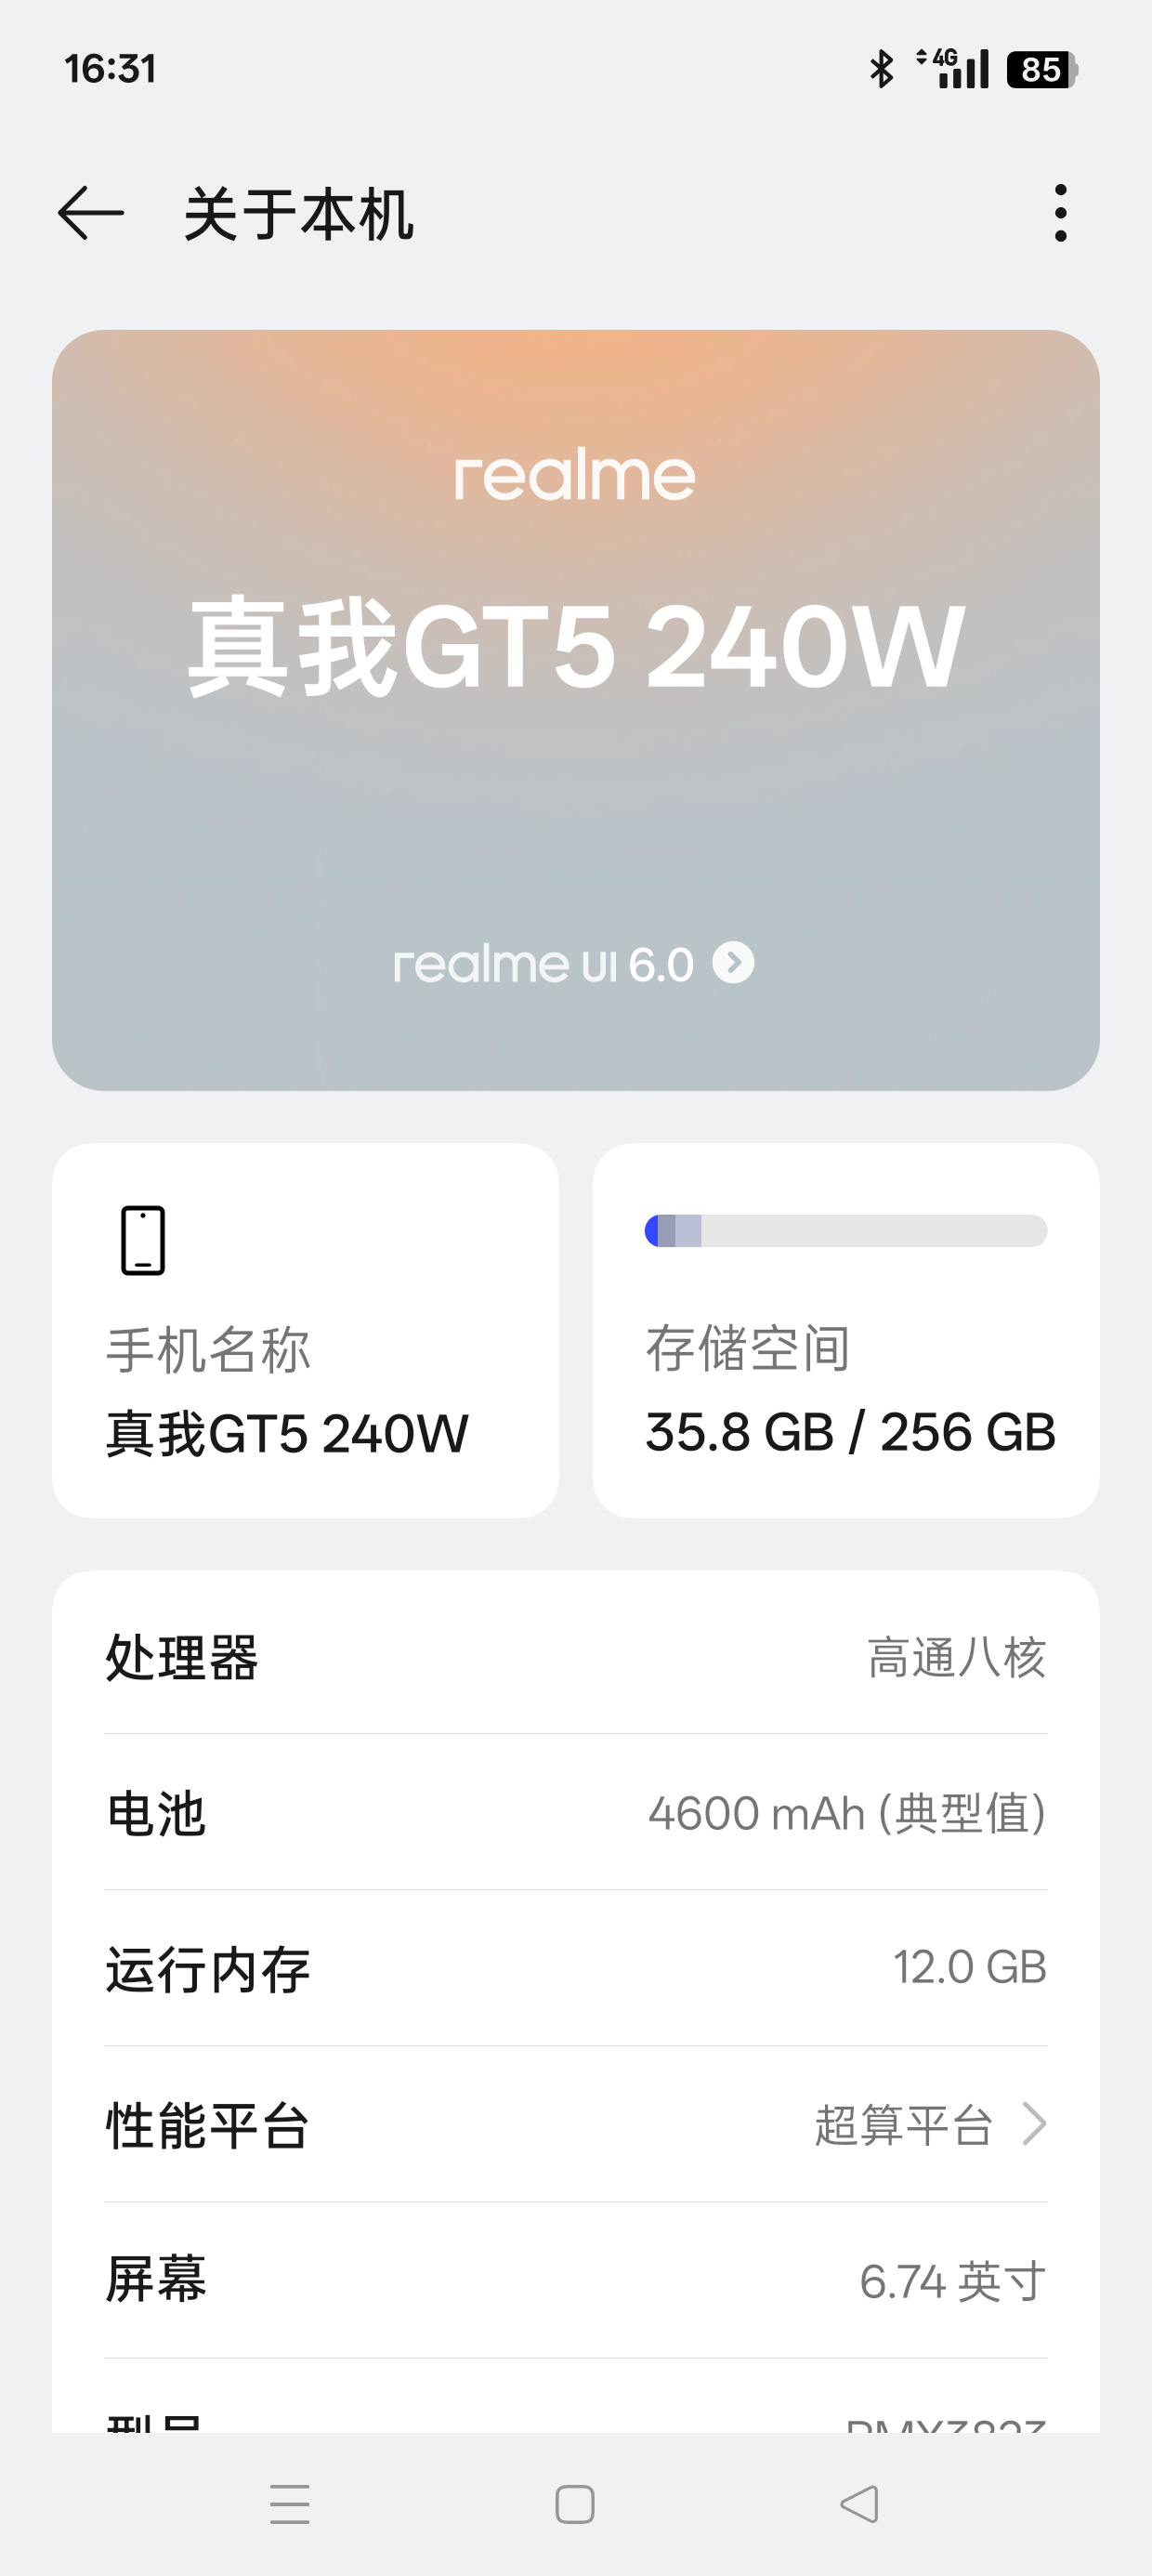 16:31
4G
85
关于本机
realme
真我GT5 240W
realme UI 6.0
手机名称
真我GT5 240W
存储空间
35.8 GB / 256 GB
处理器
高通八核
电池
4600 mAh (典型值)
运行内存
12.0 GB
性能平台
超算平台
屏幕
6.74 英寸
型号
RMX3823